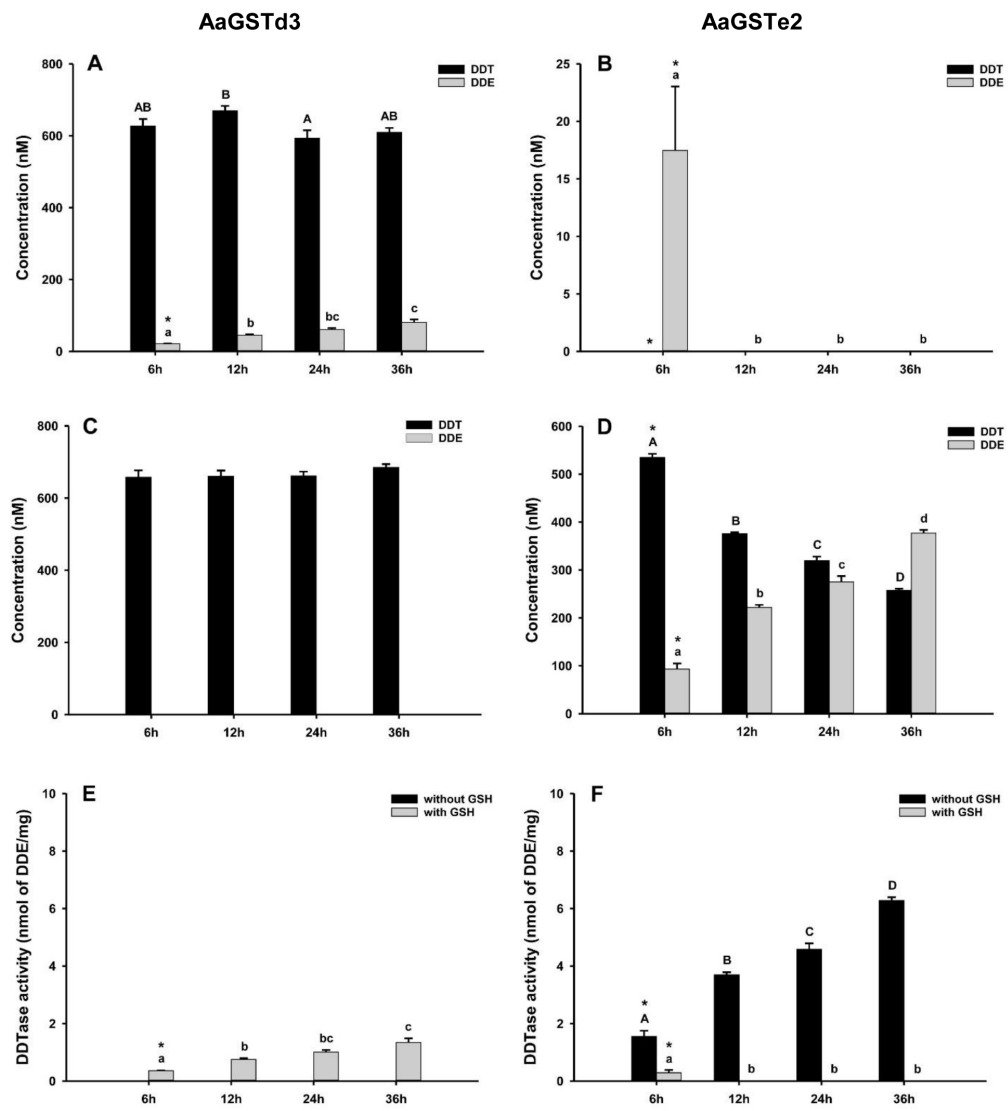 AaGSTd3
AaGSTe2
A
DDT
DDE
800
600
400
200
0
Concentration (nM)
AB
B
A
AB
*
a
b
bc
c
6h
12h
24h
36h
B
DDT
DDE
25
20
15
10
5
0
Concentration (nM)
*
*
a
b
b
b
6h
12h
24h
36h
C
DDT
DDE
800
600
400
200
0
Concentration (nM)
6h
12h
24h
36h
D
DDT
DDE
600
500
400
300
200
100
0
Concentration (nM)
*
A
*
a
B
b
C
c
D
d
6h
12h
24h
36h
E
without GSH
with GSH
10
8
6
4
2
0
DDTase activity (nmol of DDE/mg)
*
a
b
bc
c
6h
12h
24h
36h
F
without GSH
with GSH
10
8
6
4
2
0
DDTase activity (nmol of DDE/mg)
*
A
*
a
B
b
C
b
D
b
6h
12h
24h
36h